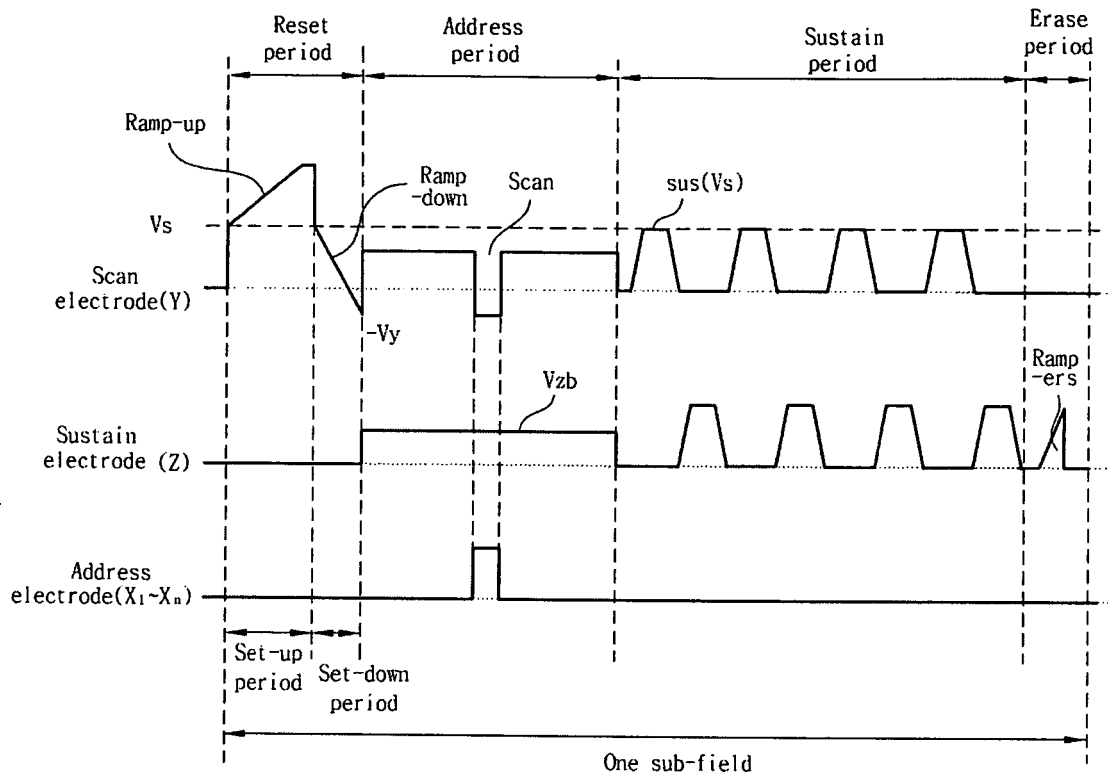 Reset
period
Address
period
Sustain
period
Erase
period
Ramp-up
Ramp
-down
Scan
sus(Vs)
Vs
Scan
electrode(Y)
-Vy
Ramp
-ers
Vzb
Sustain
electrode (Z)
Address
electrode(X₁~Xₙ)
Set-up
period
Set-down
period
One sub-field